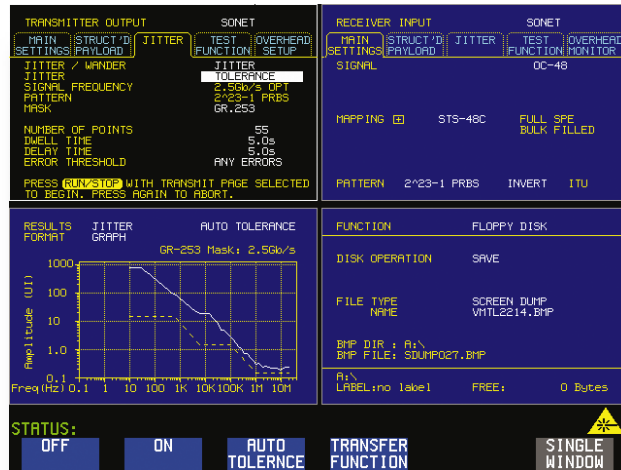 TRANSMITTER OUTPUT SONET
MAIN SETTINGS STRUCT'D PAYLOAD JITTER TEST FUNCTION OVERHEAD SETUP
JITTER / WANDER JITTER
JITTER TOLERANCE
SIGNAL FREQUENCY 2.5Gb/s OPT
PATTERN 2^23-1 PRBS
MASK GR.253
NUMBER OF POINTS 55
DWELL TIME 5.0s
DELAY TIME 5.0s
ERROR THRESHOLD ANY ERRORS
PRESS RUN/STOP WITH TRANSMIT PAGE SELECTED
TO BEGIN. PRESS AGAIN TO ABORT.
RECEIVER INPUT SONET
MAIN SETTINGS STRUCT'D PAYLOAD JITTER TEST FUNCTION OVERHEAD MONITOR
SIGNAL OC-48
MAPPING + STS-48C FULL SPE
BULK FILLED
PATTERN 2^23-1 PRBS INVERT ITU
RESULTS JITTER AUTO TOLERANCE
FORMAT GRAPH
GR-253 Mask: 2.5Gb/s
Amplitude (UI)
1000
100
10
1.0
0.1
Freq(Hz) 0.1 1 10 100 1K 10K 100K 1M 10M
FUNCTION FLOPPY DISK
DISK OPERATION SAVE
FILE TYPE SCREEN DUMP
NAME VMTL2214.BMP
BMP DIR : A:\
BMP FILE: SDUMP027.BMP
A:\
LABEL:no label FREE: 0 Bytes
STATUS:
OFF ON AUTO TOLERNCE TRANSFER FUNCTION SINGLE WINDOW